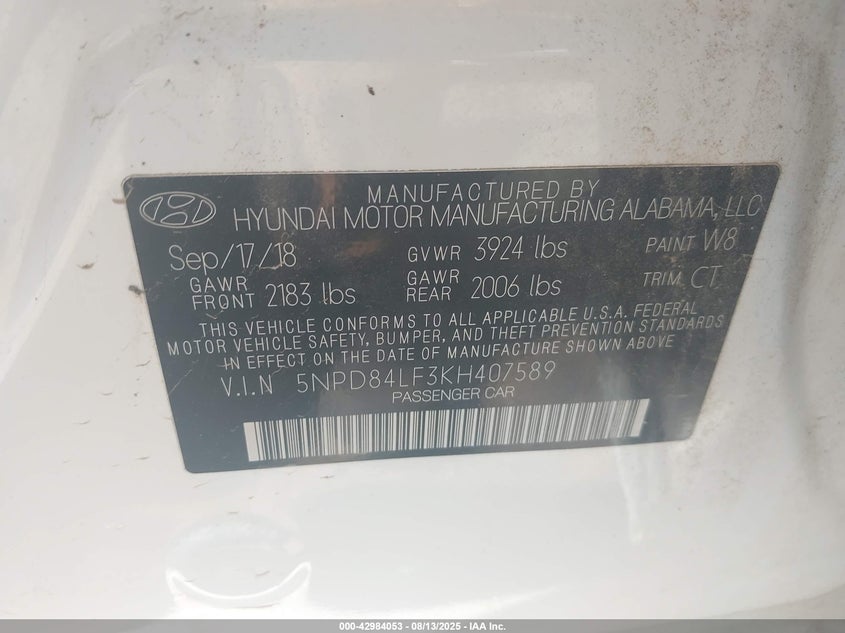 MANUFACTURED BY
HYUNDAI MOTOR MANUFACTURING ALABAMA, LLC
Sep/17/18 GVWR 3924 lbs PAINT W8
GAWR FRONT 2183 lbs GAWR REAR 2006 lbs TRIM CT
THIS VEHICLE CONFORMS TO ALL APPLICABLE U.S.A. FEDERAL
MOTOR VEHICLE SAFETY, BUMPER, AND THEFT PREVENTION STANDARDS
IN EFFECT ON THE DATE OF MANUFACTURE SHOWN ABOVE
V.I.N 5NPD84LF3KH407589
PASSENGER CAR
000-42984053 - 08/13/2025 - IAA Inc.